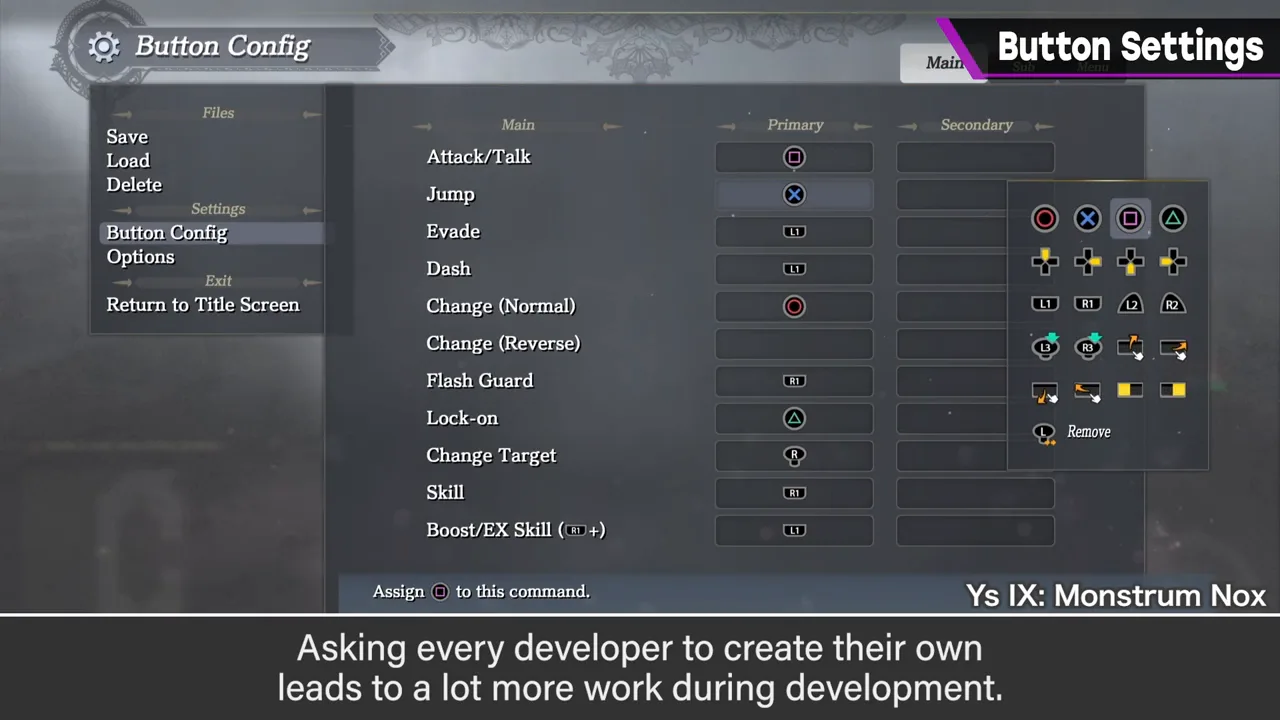 Button Config
Button Settings
Main
Sub
Menu
Files
Save
Load
Delete
Settings
Button Config
Options
Exit
Return to Title Screen
Main
Primary
Secondary
Attack/Talk
Jump
Evade
L1
Dash
L1
Change (Normal)
Change (Reverse)
Flash Guard
R1
Lock-on
Change Target
R
Skill
R1
Boost/EX Skill (R1+)
L1
L1 R1 L2 R2
L3 R3
L Remove
Assign to this command.
Ys IX: Monstrum Nox
Asking every developer to create their own
leads to a lot more work during development.